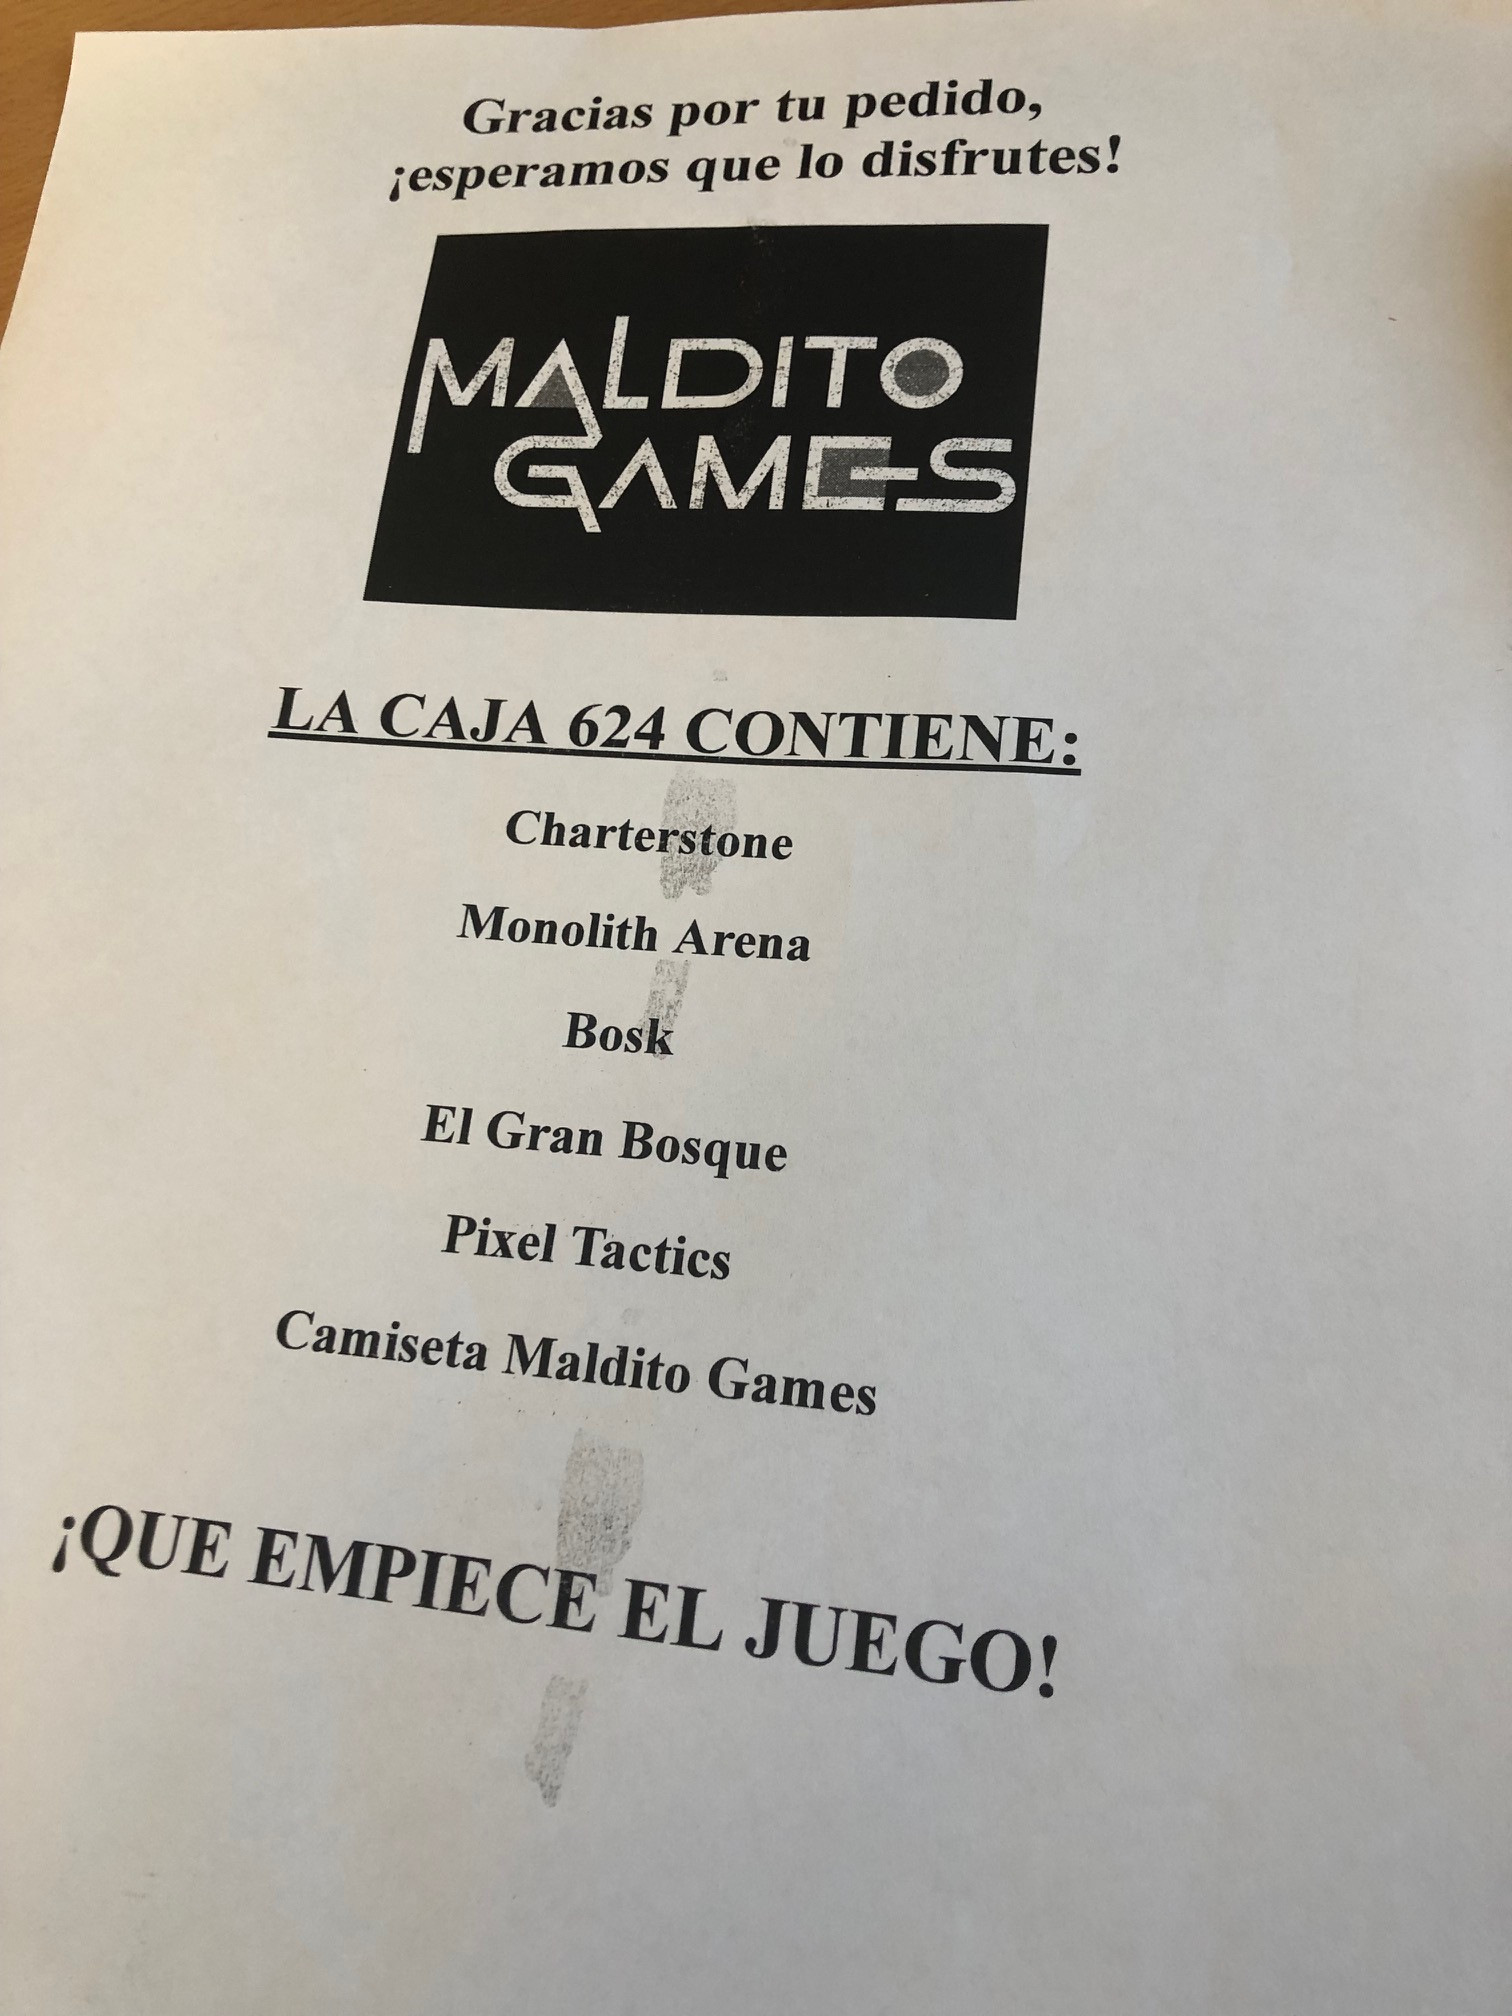 Gracias por tu pedido,
¡esperamos que lo disfrutes!
MALDITO
GAMES
LA CAJA 624 CONTIENE:
Charterstone
Monolith Arena
Bosk
El Gran Bosque
Pixel Tactics
Camiseta Maldito Games
¡QUE EMPIECE EL JUEGO!